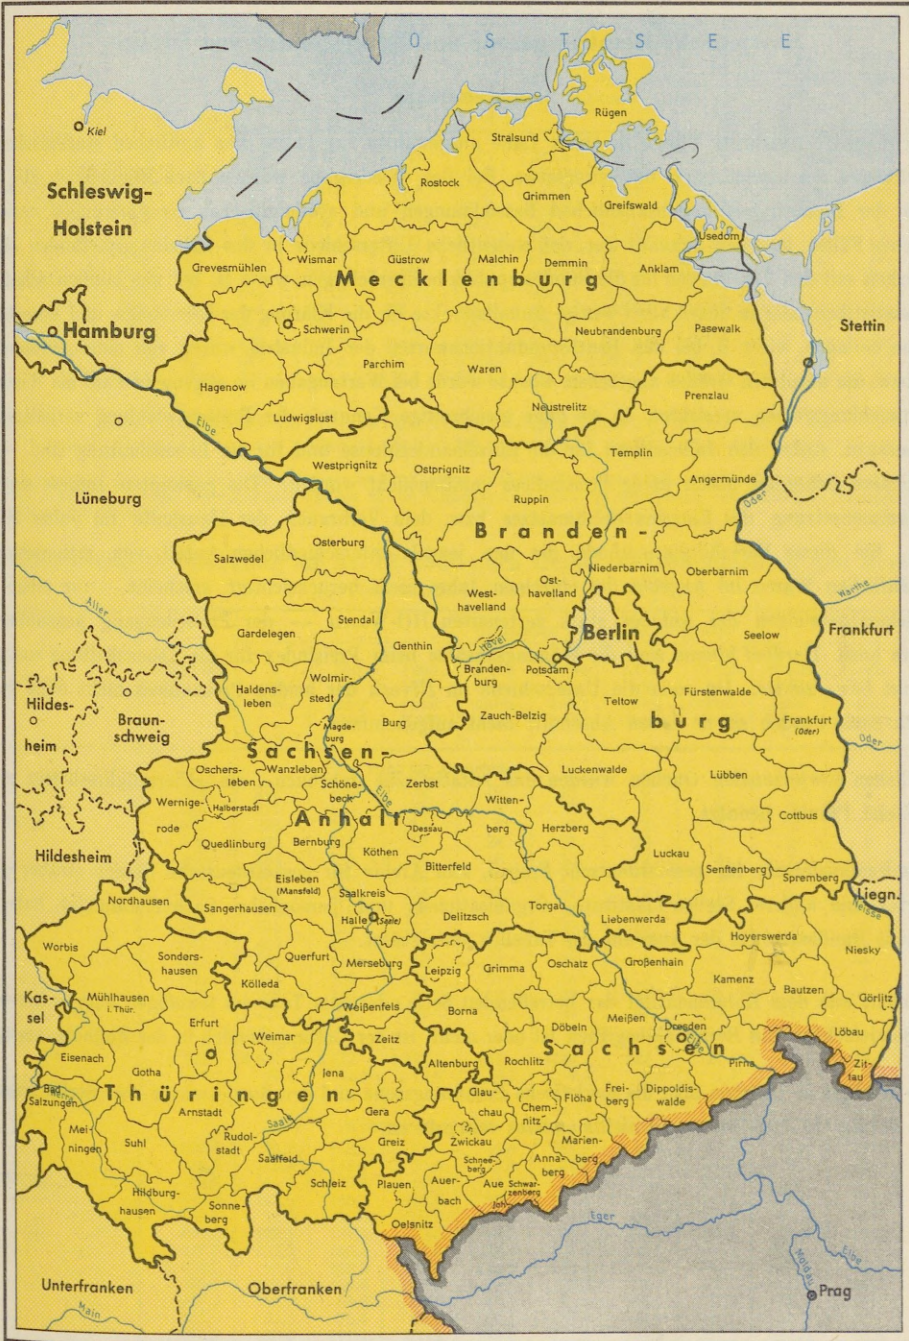 O S T S E E
Kiel
Rügen
Stralsund
Schleswig-
Holstein
Rostock
Grimmen
Greifswald
Usedom
Grevesmühlen
Wismar
Güstrow
Malchin
Demmin
Anklam
Mecklenburg
Hamburg
Schwerin
Neubrandenburg
Pasewalk
Stettin
Parchim
Waren
Hagenow
Ludwigslust
Neustrelitz
Prenzlau
Elbe
Westprignitz
Ostprignitz
Templin
Angermünde
Lüneburg
Ruppin
Oder
Branden-
Salzwedel
Osterburg
Niederbarnim
Oberbarnim
Ost-
havelland
West-
havelland
Warthe
Aller
Gardelegen
Stendal
Genthin
Berlin
Seelow
Frankfurt
Havel
Potsdam
Branden-
burg
Wolmir-
stedt
Haldens-
leben
Hildes-
heim
Braun-
schweig
Teltow
Fürstenwalde
Zauch-Belzig
Burg
Magde-
burg
burg
Frankfurt
(Oder)
Oder
Sachsen-
Oschers-
leben
Wanzleben
Schöne-
beck
Elbe
Zerbst
Luckenwalde
Lübben
Wernige-
rode
Halberstadt
Anhalt
Witten-
berg
Herzberg
Cottbus
Dessau
Quedlinburg
Bernburg
Köthen
Hildesheim
Bitterfeld
Luckau
Senftenberg
Spremberg
Eisleben
(Mansfeld)
Saalkreis
Liegn.
Neisse
Nordhausen
Sangerhausen
Halle
(Saale)
Delitzsch
Torgau
Liebenwerda
Hoyerswerda
Worbis
Sonders-
hausen
Querfurt
Merseburg
Leipzig
Grimma
Oschatz
Großenhain
Niesky
Kölleda
Kamenz
Bautzen
Kas-
sel
Mühlhausen
i. Thür.
Weißenfels
Borna
Görlitz
Erfurt
Weimar
Zeitz
Döbeln
Meißen
Dresden
Elbe
Löbau
Sachsen
Eisenach
Gotha
Jena
Altenburg
Rochlitz
Pirna
Zit-
tau
Bad
Salzungen
Werra
Thüringen
Arnstadt
Gera
Glau-
chau
Chem-
nitz
Flöha
Frei-
berg
Dippoldis-
walde
Mei-
ningen
Suhl
Rudol-
stadt
Saale
Greiz
Zwickau
Marien-
berg
Saalfeld
Schnee-
berg
Anna-
berg
Hildburg-
hausen
Schleiz
Plauen
Auer-
bach
Aue
Schwar-
zenberg
Joh.
Sonne-
berg
Oelsnitz
Eger
Elbe
Moldau
Unterfranken
Oberfranken
Main
Prag